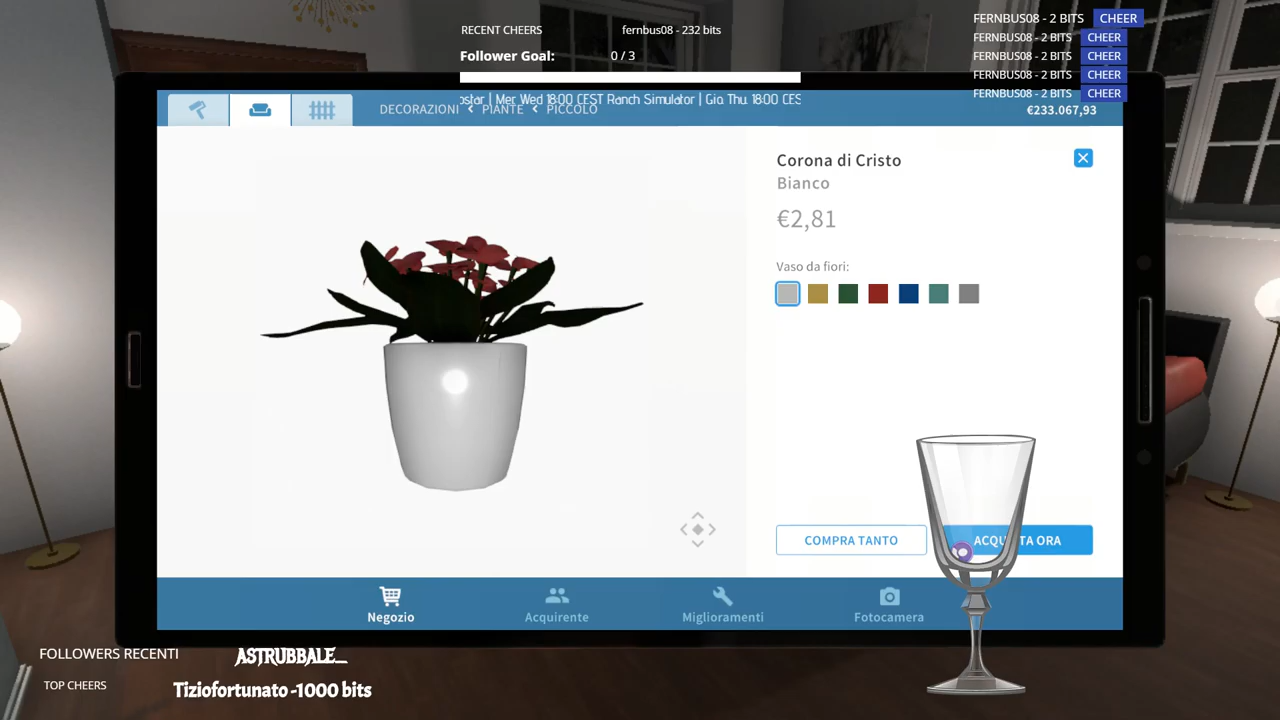 RECENT CHEERS fernbus08 - 232 bits
Follower Goal: 0 / 3
FERNBUS08 - 2 BITS CHEER
FERNBUS08 - 2 BITS CHEER
FERNBUS08 - 2 BITS CHEER
FERNBUS08 - 2 BITS CHEER
FERNBUS08 - 2 BITS CHEER
| Mer. Wed 18:00 CEST Ranch Simulator | Gio. Thu. 18:00 CES
DECORAZIONI < PIANTE < PICCOLO
€233.067,93
Corona di Cristo
Bianco
€2,81
Vaso da fiori:
COMPRA TANTO
ORA
Negozio
Acquirente
Miglioramenti
Fotocamera
FOLLOWERS RECENTI ASTRUBBALE_
TOP CHEERS Tiziofortunato -1000 bits